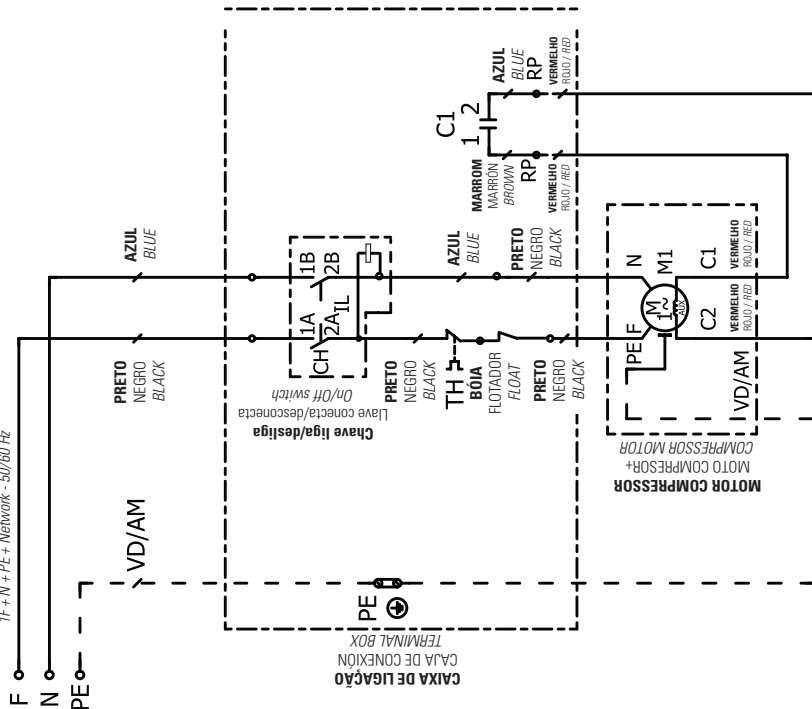 1F + N + PE + Network - 50/60 Hz
F
N
PE
VD/AM
PRETO
NEGRO
BLACK
AZUL
BLUE
CAIXA DE LIGAÇÃO
CAJA DE CONEXIÓN
TERMINAL BOX
PE
Chave liga/desliga
Llave conecta/desconecta
On/Off switch
CH
1A
2A
IL
1B
2B
PRETO
NEGRO
BLACK
TH
BÓIA
FLOTADOR
FLOAT
PRETO
NEGRO
BLACK
AZUL
BLUE
PRETO
NEGRO
BLACK
C1
1
2
MARROM
MARRÓN
BROWN
RP
VERMELHO
ROJO / RED
AZUL
BLUE
RP
VERMELHO
ROJO / RED
MOTOR COMPRESSOR
MOTO COMPRESOR+
COMPRESSOR MOTOR
PE
F
N
M
1~
AUX
M1
VD/AM
C2
VERMELHO
ROJO / RED
C1
VERMELHO
ROJO / RED